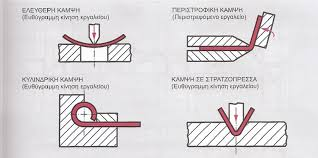 ΕΛΕΥΘΕΡΗ ΚΑΜΨΗ
(Ευθύγραμμη κίνηση εργαλείου)
ΠΕΡΙΣΤΡΟΦΙΚΗ ΚΑΜΨΗ
(Περιστρεφόμενο εργαλείο)
ΚΥΛΙΝΔΡΙΚΗ ΚΑΜΨΗ
(Ευθύγραμμη κίνηση εργαλείου)
ΚΑΜΨΗ ΣΕ ΣΤΡΑΤΖΟΠΡΕΣΣΑ
(Ευθύγραμμη κίνηση εργαλείου)